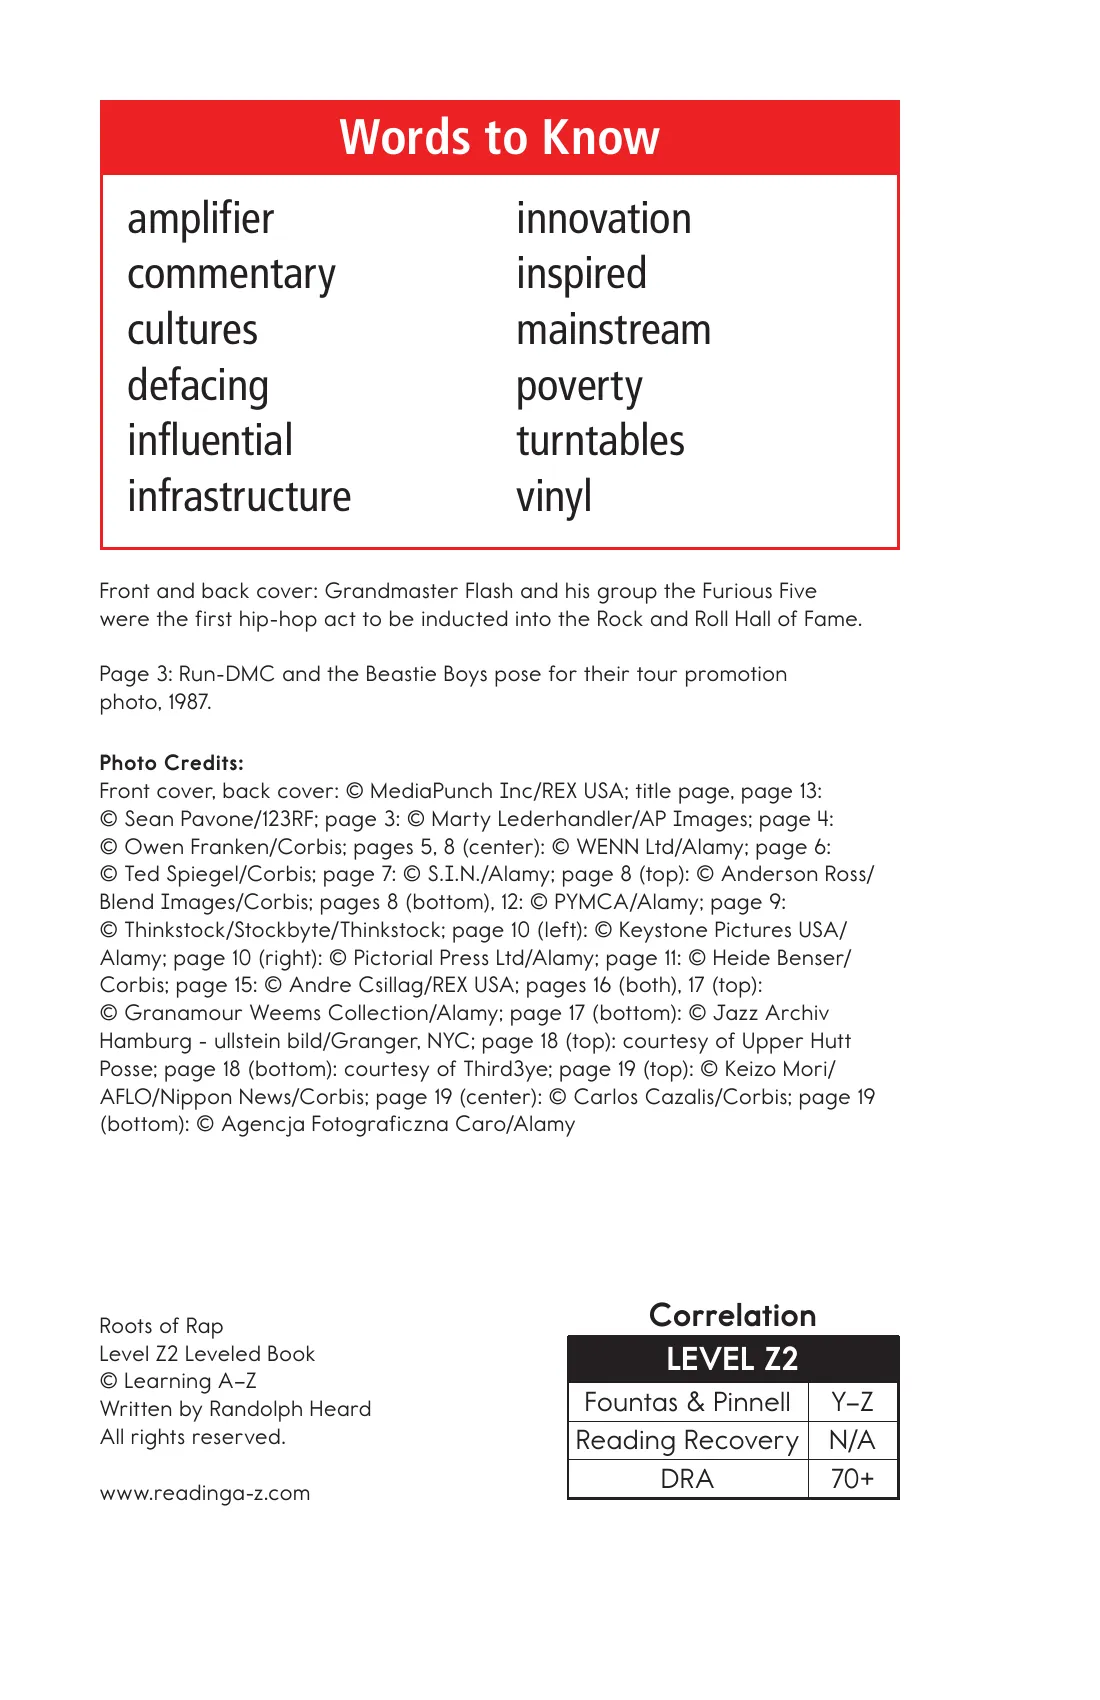 Words to Know
amplifier
commentary
cultures
defacing
influential
infrastructure
innovation
inspired
mainstream
poverty
turntables
vinyl
Front and back cover: Grandmaster Flash and his group the Furious Five
were the first hip-hop act to be inducted into the Rock and Roll Hall of Fame.
Page 3: Run-DMC and the Beastie Boys pose for their tour promotion
photo, 1987.
Photo Credits:
Front cover, back cover: © MediaPunch Inc/REX USA; title page, page 13:
© Sean Pavone/123RF; page 3: © Marty Lederhandler/AP Images; page 4:
© Owen Franken/Corbis; pages 5, 8 (center): © WENN Ltd/Alamy; page 6:
© Ted Spiegel/Corbis; page 7: © S.I.N./Alamy; page 8 (top): © Anderson Ross/
Blend Images/Corbis; pages 8 (bottom), 12: © PYMCA/Alamy; page 9:
© Thinkstock/Stockbyte/Thinkstock; page 10 (left): © Keystone Pictures USA/
Alamy; page 10 (right): © Pictorial Press Ltd/Alamy; page 11: © Heide Benser/
Corbis; page 15: © Andre Csillag/REX USA; pages 16 (both), 17 (top):
© Granamour Weems Collection/Alamy; page 17 (bottom): © Jazz Archiv
Hamburg - ullstein bild/Granger, NYC; page 18 (top): courtesy of Upper Hutt
Posse; page 18 (bottom): courtesy of Third3ye; page 19 (top): © Keizo Mori/
AFLO/Nippon News/Corbis; page 19 (center): © Carlos Cazalis/Corbis; page 19
(bottom): © Agencja Fotograficzna Caro/Alamy
Roots of Rap
Level Z2 Leveled Book
© Learning A–Z
Written by Randolph Heard
All rights reserved.
www.readinga-z.com
Correlation
LEVEL Z2
Fountas & Pinnell Y–Z
Reading Recovery N/A
DRA 70+